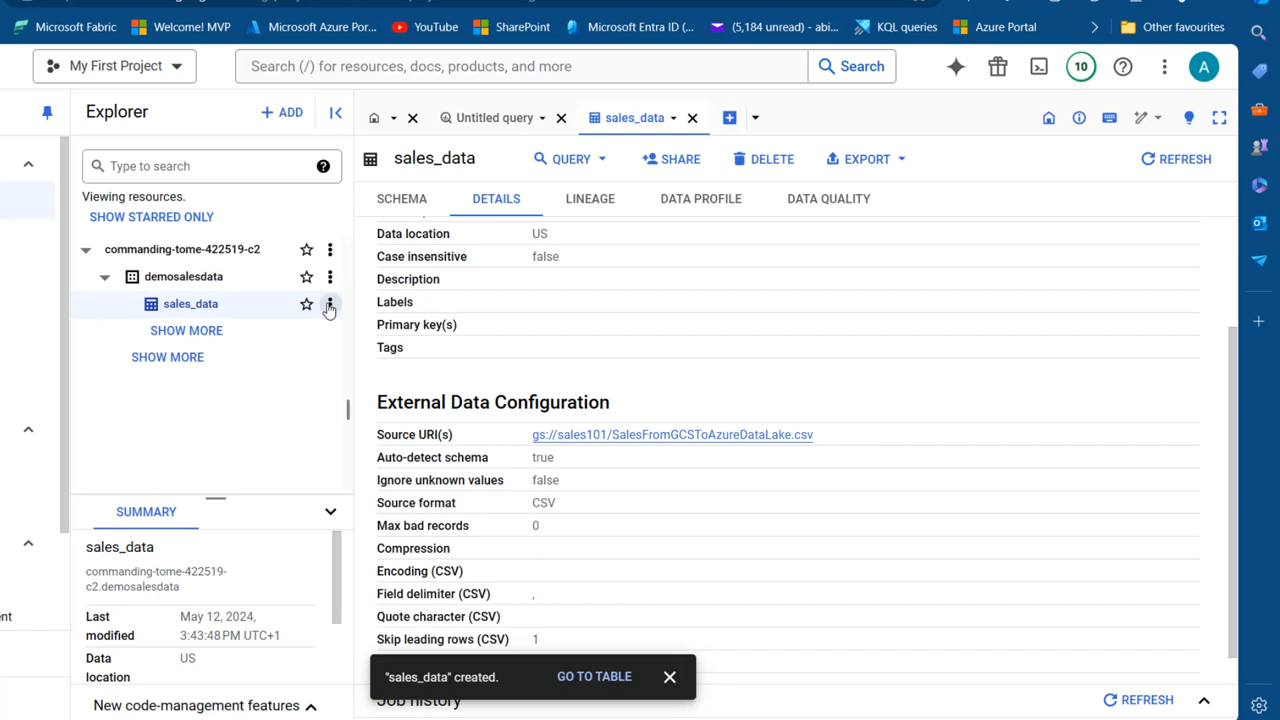 Microsoft Fabric
Welcome! MVP
Microsoft Azure Por...
YouTube
SharePoint
Microsoft Entra ID (...
(5,184 unread) - abi...
KQL queries
Azure Portal
Other favourites
My First Project
Search (/) for resources, docs, products, and more
Search
10
A
Explorer
+ ADD
Untitled query
sales_data
Type to search
sales_data
QUERY
SHARE
DELETE
EXPORT
REFRESH
Viewing resources.
SHOW STARRED ONLY
SCHEMA
DETAILS
LINEAGE
DATA PROFILE
DATA QUALITY
commanding-tome-422519-c2
demosalesdata
sales_data
SHOW MORE
SHOW MORE
Data location US
Case insensitive false
Description
Labels
Primary key(s)
Tags
External Data Configuration
Source URI(s) gs://sales101/SalesFromGCSToAzureDataLake.csv
Auto-detect schema true
Ignore unknown values false
Source format CSV
Max bad records 0
Compression
Encoding (CSV)
Field delimiter (CSV) ,
Quote character (CSV)
Skip leading rows (CSV) 1
SUMMARY
sales_data
commanding-tome-422519-
c2.demosalesdata
Last modified May 12, 2024, 3:43:48 PM UTC+1
Data location US
nt
New code-management features
"sales_data" created.
GO TO TABLE
Job history
REFRESH